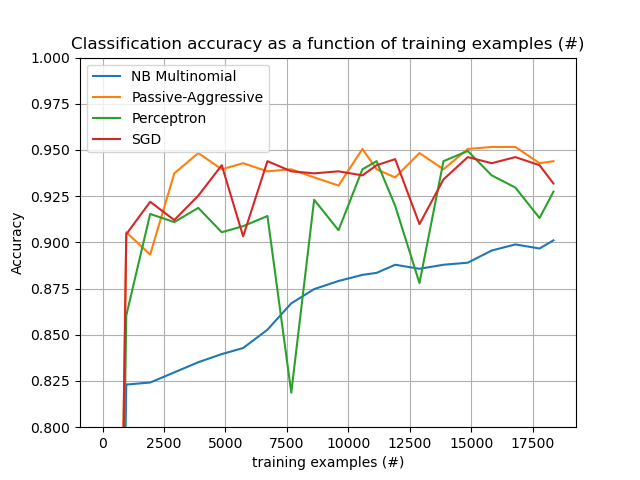 Classification accuracy as a function of training examples (#)
1.000
0.975
0.950
0.925
0.900
0.875
0.850
0.825
0.800
Accuracy
NB Multinomial
Passive-Aggressive
Perceptron
SGD
0 2500 5000 7500 10000 12500 15000 17500
training examples (#)